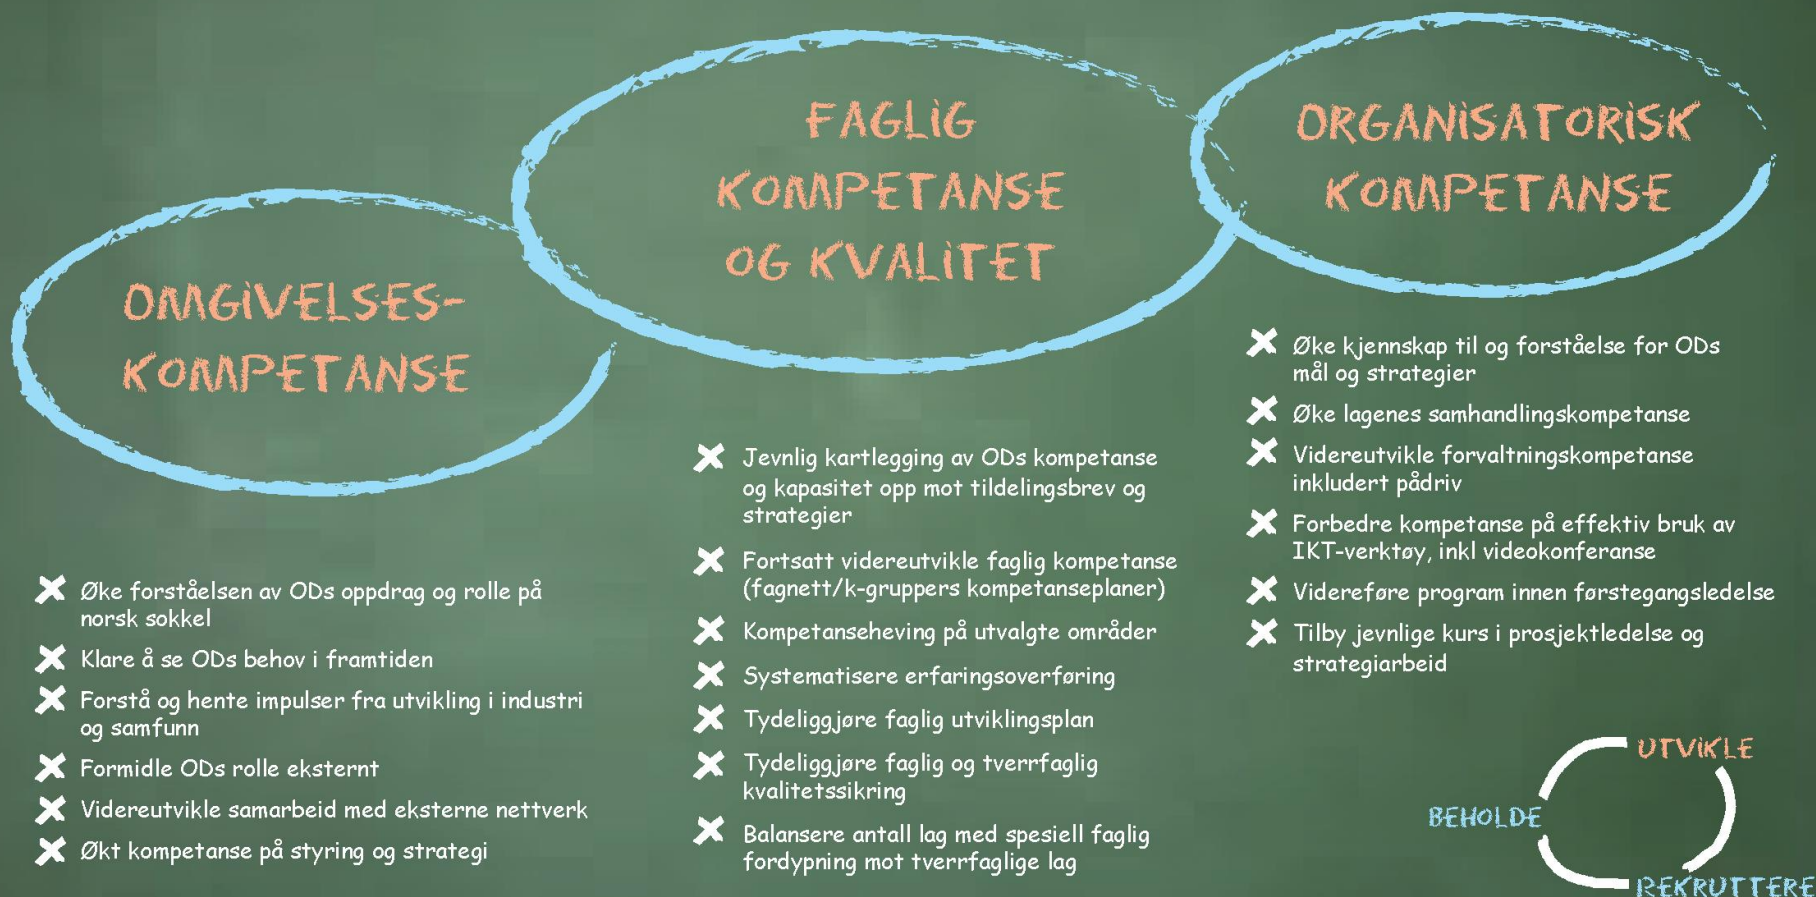 OMGIVELSES-
KOMPETANSE
Øke forståelsen av ODs oppdrag og rolle på
norsk sokkel
Klare å se ODs behov i framtiden
Forstå og hente impulser fra utvikling i industri
og samfunn
Formidle ODs rolle eksternt
Videreutvikle samarbeid med eksterne nettverk
Økt kompetanse på styring og strategi
FAGLIG
KOMPETANSE
OG KVALITET
Jevnlig kartlegging av ODs kompetanse
og kapasitet opp mot tildelingsbrev og
strategier
Fortsatt videreutvikle faglig kompetanse
(fagnett/k-gruppers kompetanseplaner)
Kompetanseheving på utvalgte områder
Systematisere erfaringsoverføring
Tydeliggjøre faglig utviklingsplan
Tydeliggjøre faglig og tverrfaglig
kvalitetssikring
Balansere antall lag med spesiell faglig
fordypning mot tverrfaglige lag
ORGANISATORISK
KOMPETANSE
Øke kjennskap til og forståelse for ODs
mål og strategier
Øke lagenes samhandlingskompetanse
Videreutvikle forvaltningskompetanse
inkludert pådriv
Forbedre kompetanse på effektiv bruk av
IKT-verktøy, inkl videokonferanse
Videreføre program innen førstegangsledelse
Tilby jevnlige kurs i prosjektledelse og
strategiarbeid
UTVIKLE
BEHOLDE
REKRUTTERE